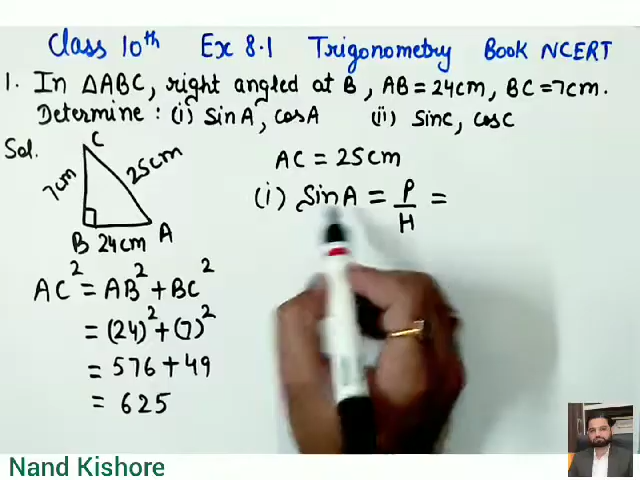 Class 10th Ex 8.1 Trigonometry Book NCERT
1. In ΔABC, right angled at B, AB = 24cm, BC = 7cm.
Determine : (i) sin A, cos A (ii) sin C, cos C
Sol.
C
7cm
25cm
B 24cm A
AC = 25cm
(i) Sin A = P/H =
AC² = AB² + BC²
= (24)² + (7)²
= 576 + 49
= 625
Nand Kishore